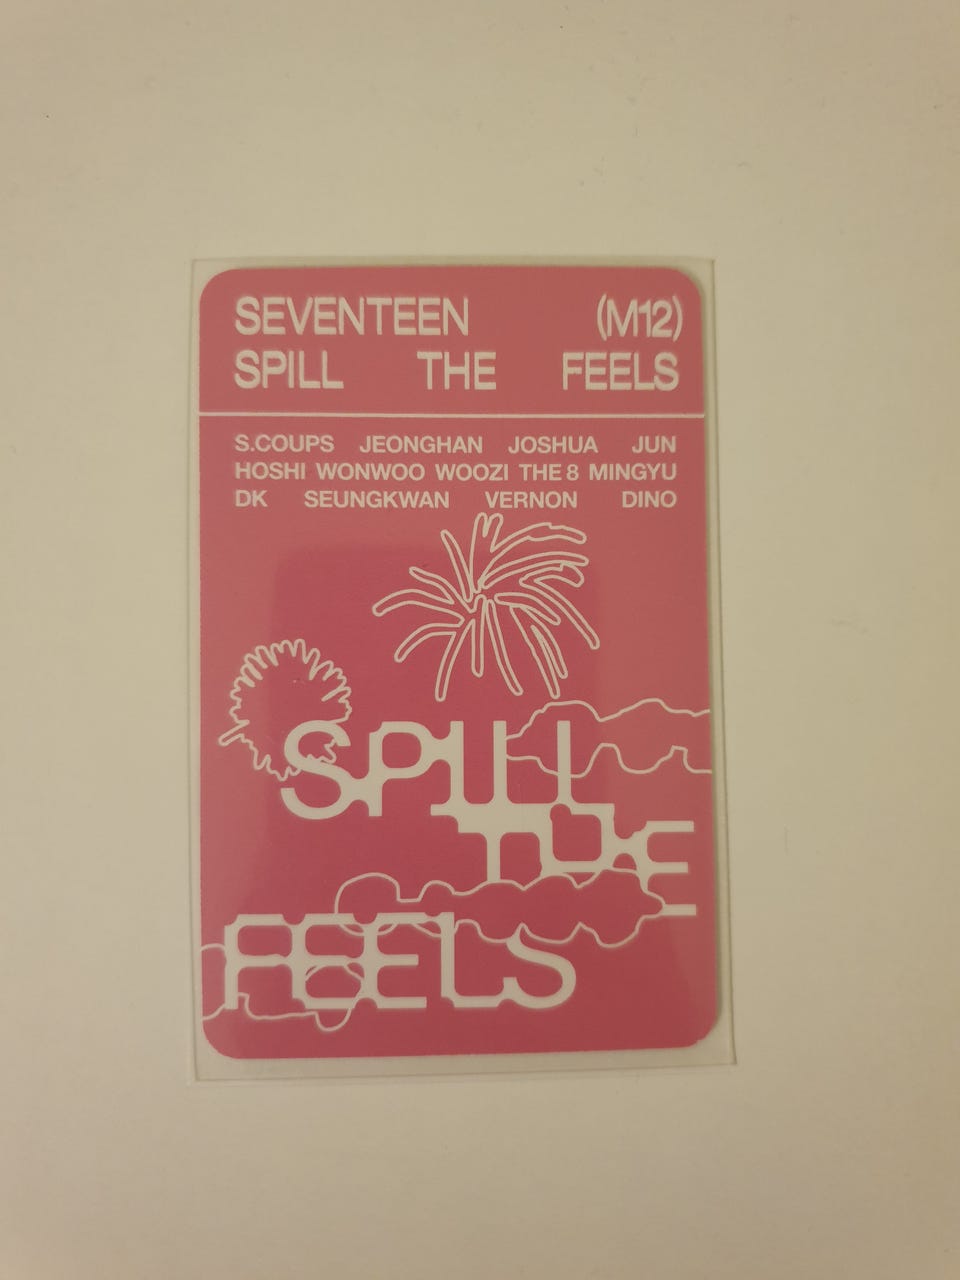 SEVENTEEN (M12)
SPILL THE FEELS
S.COUPS JEONGHAN JOSHUA JUN
HOSHI WONWOO WOOZI THE 8 MINGYU
DK SEUNGKWAN VERNON DINO
SPILL
THE
FEELS